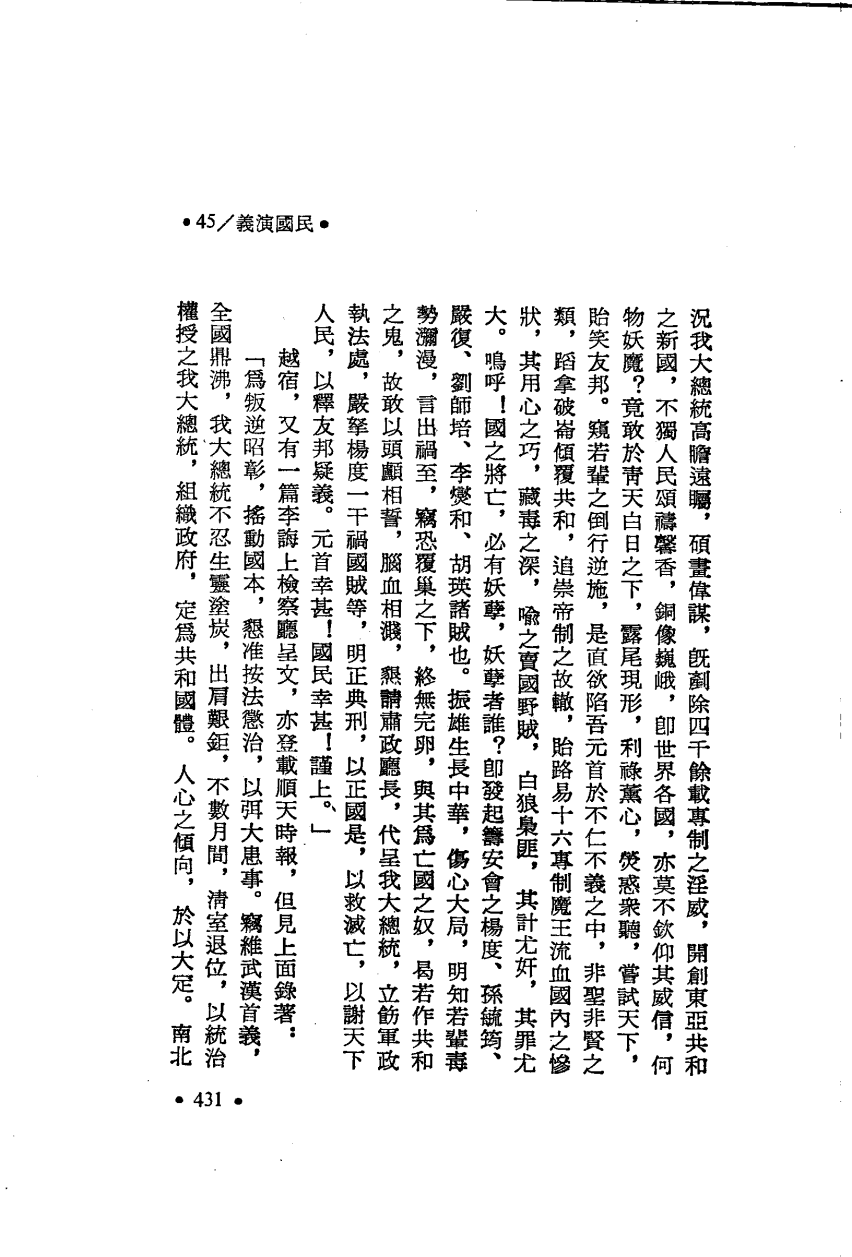 •45/義演國民•
況我大總統高瞻遠矚，碩畫偉謀，旣剷除四千餘載專制之淫威，開創東亞共和
之新國，不獨人民頌禱馨香，銅像巍峨，卽世界各國，亦莫不欽仰其威信，何
物妖魔？竟敢於靑天白日之下，露尾現形，利祿薰心，熒惑衆聽，嘗試天下，
貽笑友邦。窺若輩之倒行逆施，是直欲陷吾元首於不仁不義之中，非聖非賢之
類，蹈拿破崙傾覆共和，追崇帝制之故轍，貽路易十六專制魔王流血國內之慘
狀，其用心之巧，藏毒之深，喩之賣國野賊，白狼梟匪，其計尤奸，其罪尤
大。嗚呼！國之將亡，必有妖孽，妖孽者誰？卽發起籌安會之楊度、孫毓筠、
嚴復、劉師培、李燮和、胡瑛諸賊也。振雄生長中華，傷心大局，明知若輩毒
勢瀰漫，言出禍至，竊恐覆巢之下，終無完卵，與其爲亡國之奴，曷若作共和
之鬼，故敢以頭顱相誓，腦血相濺，懇請肅政廳長，代呈我大總統，立飭軍政
執法處，嚴拏楊度一干禍國賊等，明正典刑，以正國是，以救滅亡，以謝天下
人民，以釋友邦疑義。元首幸甚！國民幸甚！謹上。」
越宿，又有一篇李誨上檢察廳呈文，亦登載順天時報，但見上面錄著：
「爲叛逆昭彰，搖動國本，懇准按法懲治，以弭大患事。竊維武漢首義，
全國鼎沸，我大總統不忍生靈塗炭，出肩艱鉅，不數月間，淸室退位，以統治
權授之我大總統，組織政府，定爲共和國體。人心之傾向，於以大定。南北
•431•